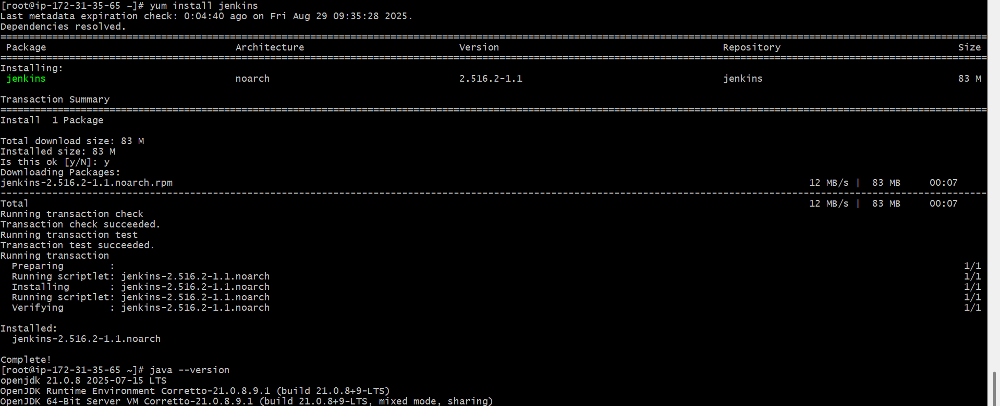 [root@ip-172-31-35-65 ~]# yum install jenkins
Last metadata expiration check: 0:04:40 ago on Fri Aug 29 09:35:28 2025.
Dependencies resolved.
Package Architecture Version Repository Size
Installing:
jenkins noarch 2.516.2-1.1 jenkins 83 M
Transaction Summary
Install  1 Package
Total download size: 83 M
Installed size: 83 M
Is this ok [y/N]: y
Downloading Packages:
jenkins-2.516.2-1.1.noarch.rpm 12 MB/s |  83 MB     00:07
Total 12 MB/s |  83 MB     00:07
Running transaction check
Transaction check succeeded.
Running transaction test
Transaction test succeeded.
Running transaction
  Preparing        : 1/1
  Running scriptlet: jenkins-2.516.2-1.1.noarch 1/1
  Installing       : jenkins-2.516.2-1.1.noarch 1/1
  Running scriptlet: jenkins-2.516.2-1.1.noarch 1/1
  Verifying        : jenkins-2.516.2-1.1.noarch 1/1
Installed:
  jenkins-2.516.2-1.1.noarch
Complete!
[root@ip-172-31-35-65 ~]# java --version
openjdk 21.0.8 2025-07-15 LTS
OpenJDK Runtime Environment Corretto-21.0.8.9.1 (build 21.0.8+9-LTS)
OpenJDK 64-Bit Server VM Corretto-21.0.8.9.1 (build 21.0.8+9-LTS, mixed mode, sharing)